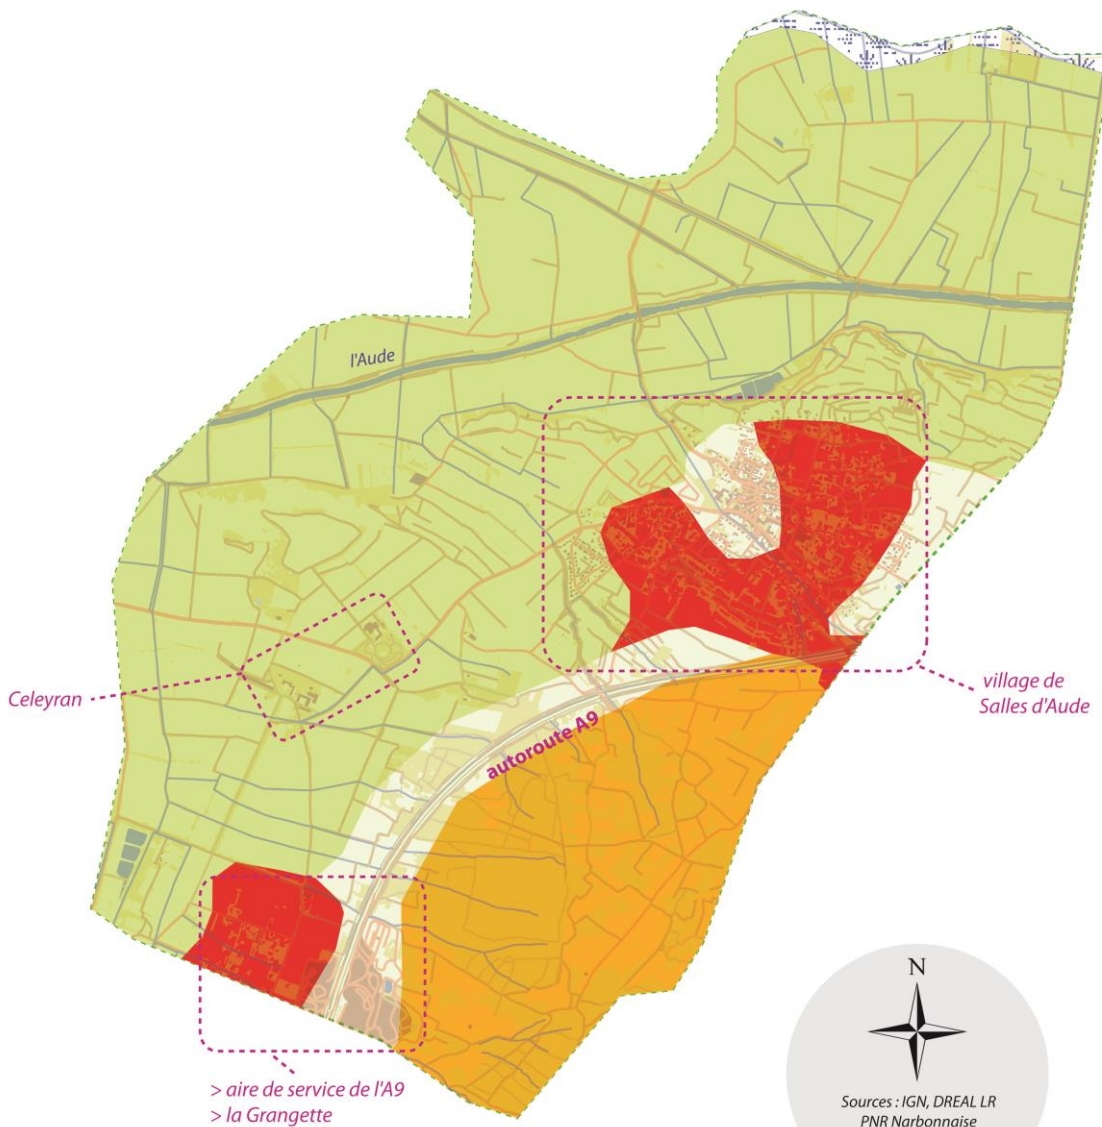 l'Aude
Celeyran
village de
Salles d'Aude
autoroute A9
> aire de service de l'A9
> la Grangette
N
Sources : IGN, DREAL LR
PNR Narbonnaise